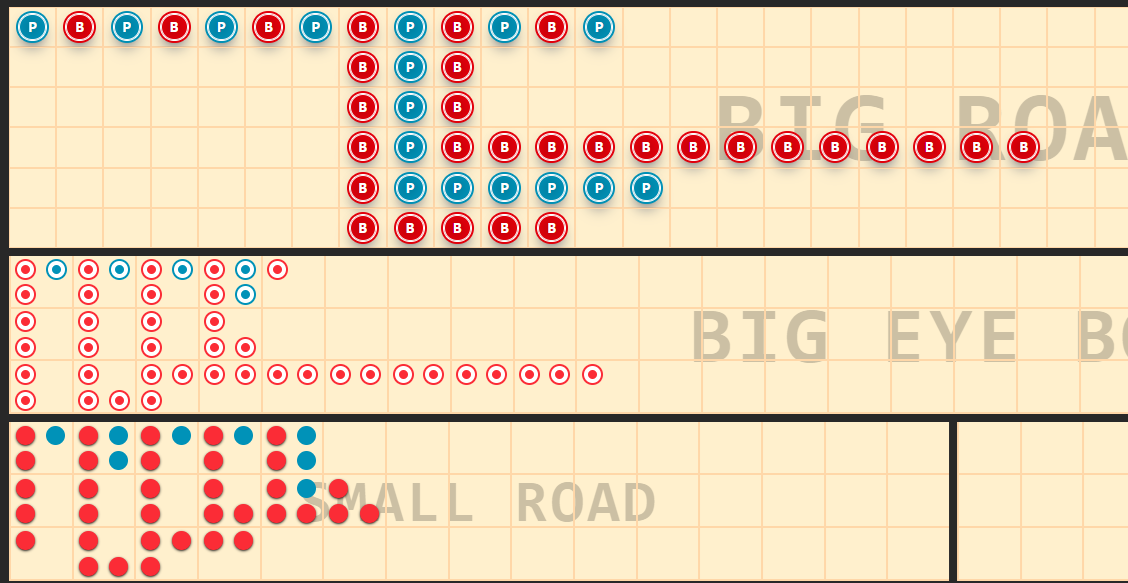 P B P B P B P B P B P B P
B P B
B P B
B P B B B B B B B B B B B B B
B P P P P P P
B B B B B
BIG ROA
BIG EYE BO
SMALL ROAD